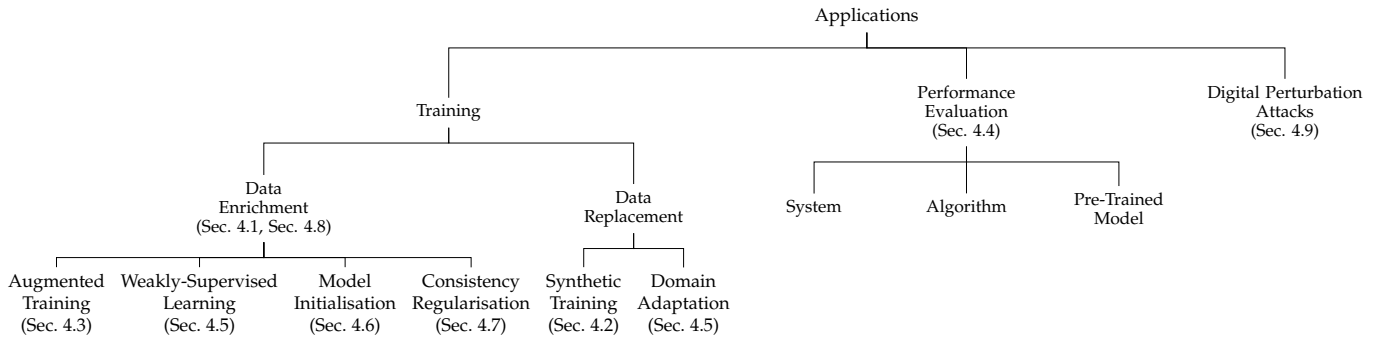 Applications
Training
Performance
Evaluation
(Sec. 4.4)
Digital Perturbation
Attacks
(Sec. 4.9)
Data
Enrichment
(Sec. 4.1, Sec. 4.8)
Data
Replacement
System
Algorithm
Pre-Trained
Model
Augmented
Training
(Sec. 4.3)
Weakly-Supervised
Learning
(Sec. 4.5)
Model
Initialisation
(Sec. 4.6)
Consistency
Regularisation
(Sec. 4.7)
Synthetic
Training
(Sec. 4.2)
Domain
Adaptation
(Sec. 4.5)